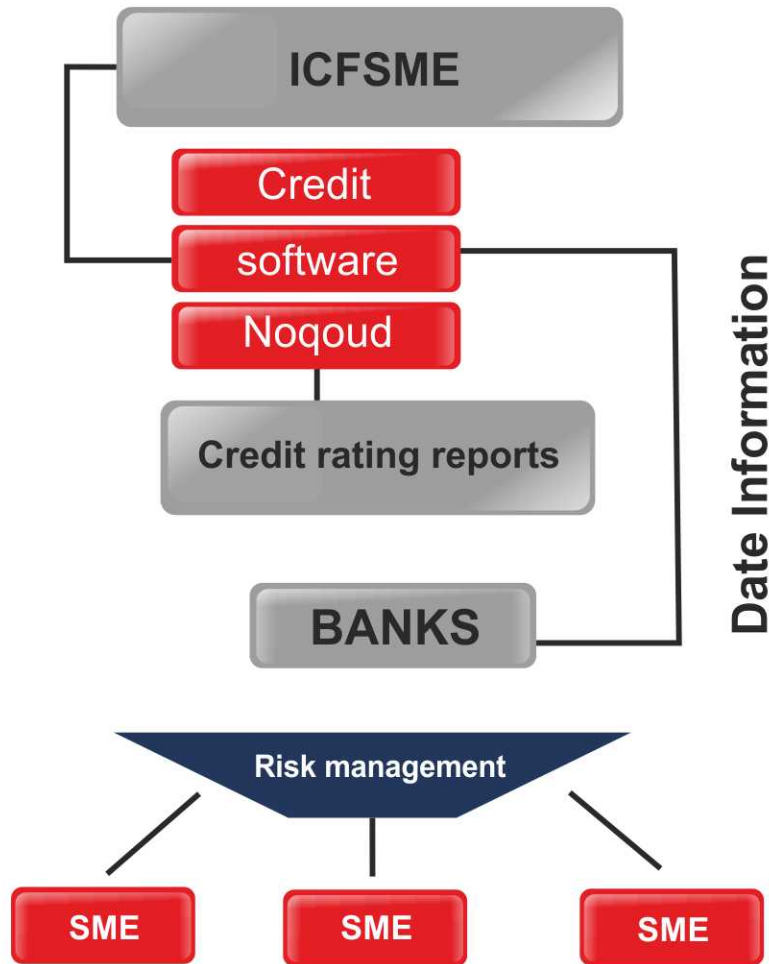 ICFSME
Credit
software
Noqoud
Credit rating reports
Date Information
BANKS
Risk management
SME
SME
SME